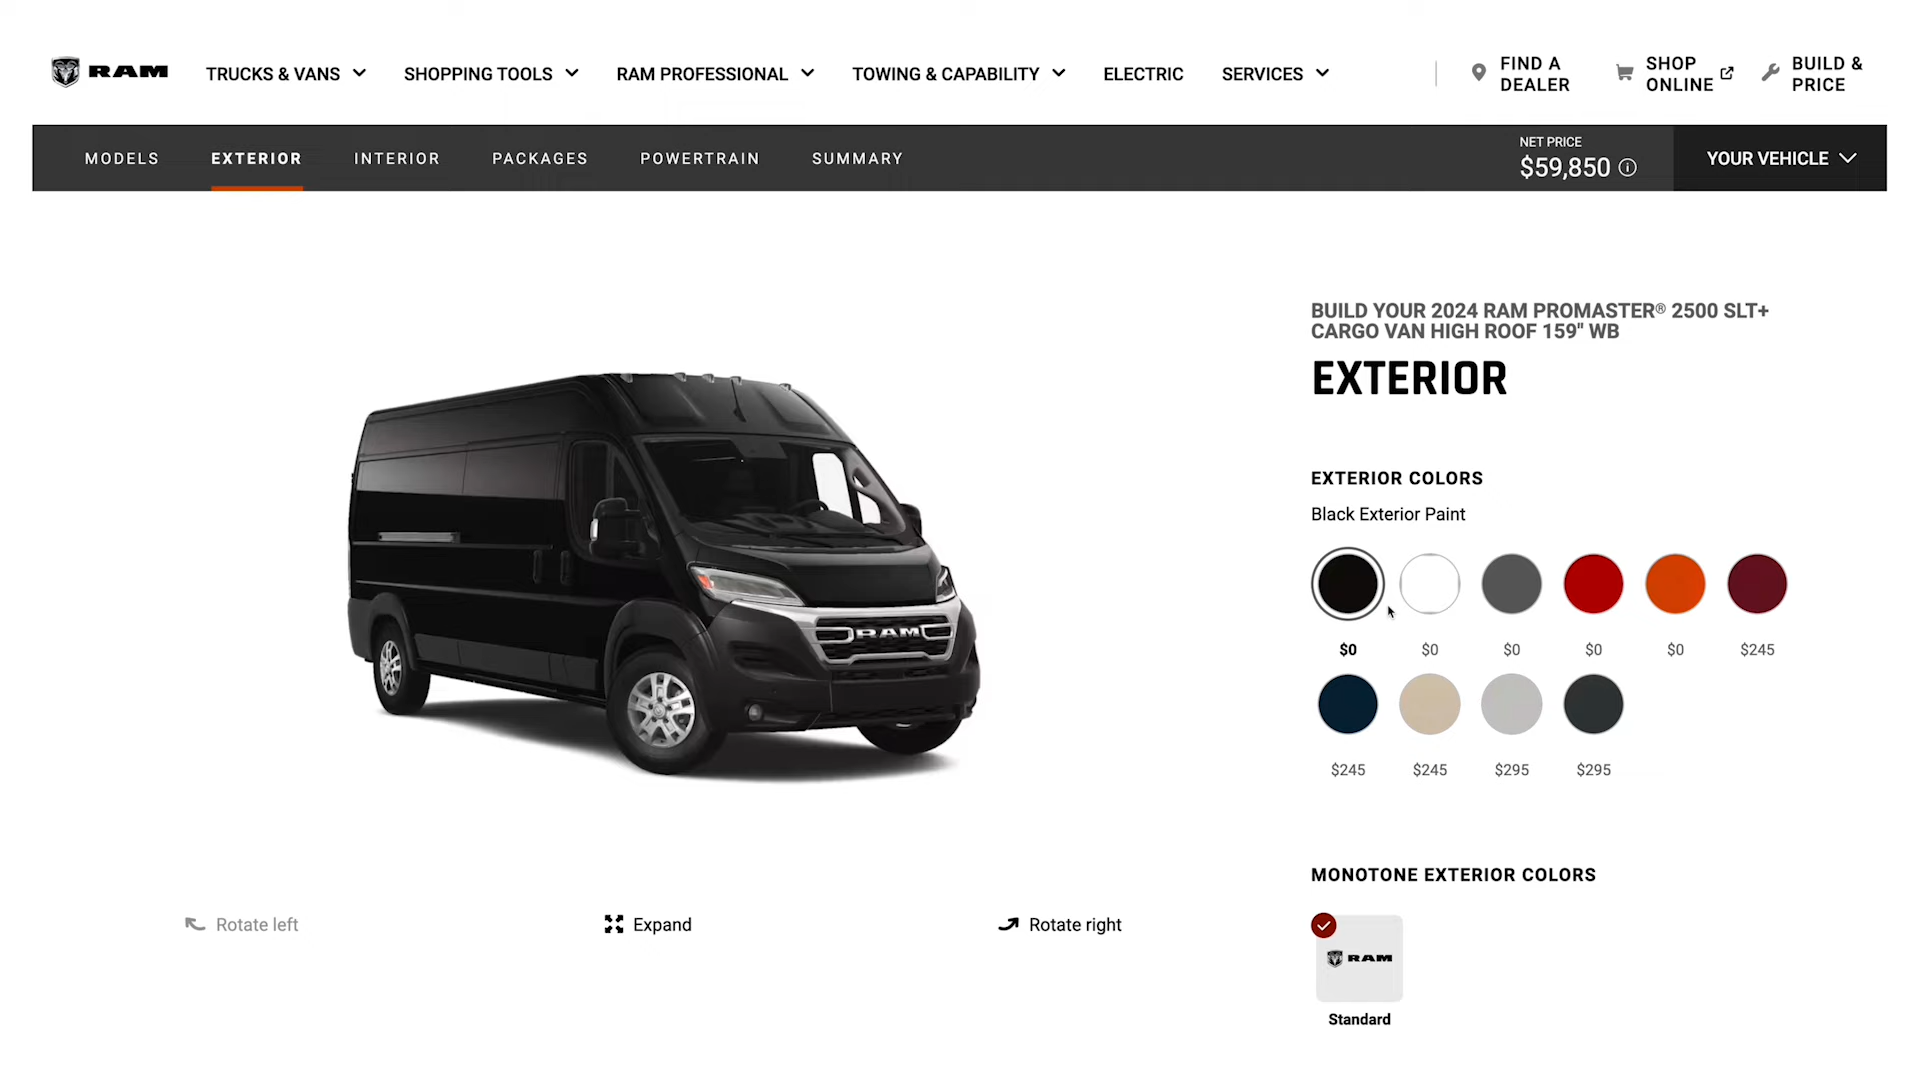 RAM
TRUCKS & VANS
SHOPPING TOOLS
RAM PROFESSIONAL
TOWING & CAPABILITY
ELECTRIC
SERVICES
FIND A
DEALER
SHOP
ONLINE
BUILD &
PRICE
MODELS
EXTERIOR
INTERIOR
PACKAGES
POWERTRAIN
SUMMARY
NET PRICE
$59,850
YOUR VEHICLE
BUILD YOUR 2024 RAM PROMASTER® 2500 SLT+
CARGO VAN HIGH ROOF 159" WB
EXTERIOR
EXTERIOR COLORS
Black Exterior Paint
$0 $0 $0 $0 $0 $245
$245 $245 $295 $295
RAM
Rotate left
Expand
Rotate right
MONOTONE EXTERIOR COLORS
RAM
Standard